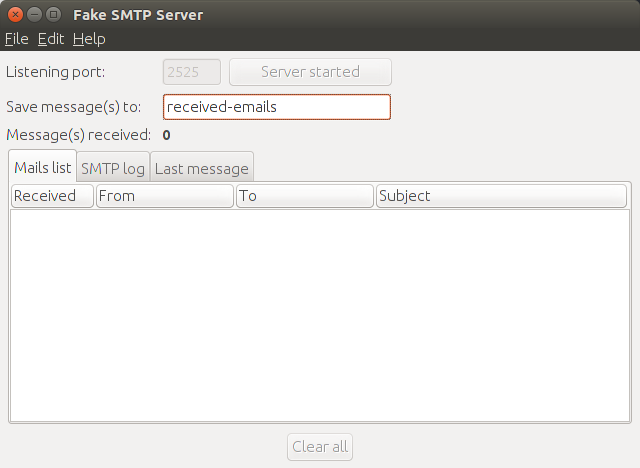 Fake SMTP Server
File Edit Help
Listening port: 2525 Server started
Save message(s) to: received-emails
Message(s) received: 0
Mails list SMTP log Last message
Received From To Subject
Clear all